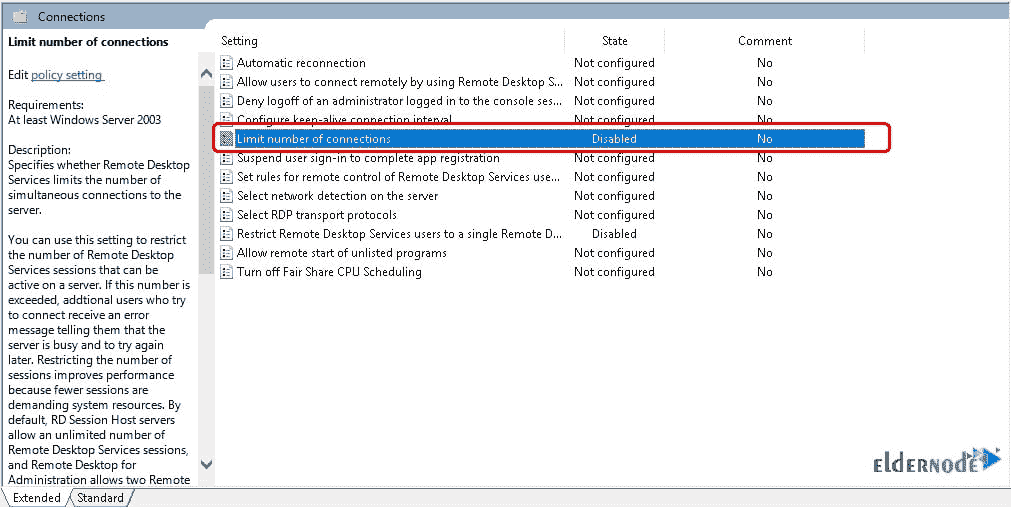 Connections
Limit number of connections
Edit policy setting
Requirements:
At least Windows Server 2003
Description:
Specifies whether Remote Desktop
Services limits the number of
simultaneous connections to the
server.
You can use this setting to restrict
the number of Remote Desktop
Services sessions that can be
active on a server. If this number is
exceeded, addtional users who try
to connect receive an error
message telling them that the
server is busy and to try again
later. Restricting the number of
sessions improves performance
because fewer sessions are
demanding system resources. By
default, RD Session Host servers
allow an unlimited number of
Remote Desktop Services sessions,
and Remote Desktop for
Administration allows two Remote
Setting State Comment
Automatic reconnection Not configured No
Allow users to connect remotely by using Remote Desktop S... Not configured No
Deny logoff of an administrator logged in to the console ses... Not configured No
Configure keep-alive connection interval Not configured No
Limit number of connections Disabled No
Suspend user sign-in to complete app registration Not configured No
Set rules for remote control of Remote Desktop Services use... Not configured No
Select network detection on the server Not configured No
Select RDP transport protocols Not configured No
Restrict Remote Desktop Services users to a single Remote D... Disabled No
Allow remote start of unlisted programs Not configured No
Turn off Fair Share CPU Scheduling Not configured No
eldernode
Extended Standard